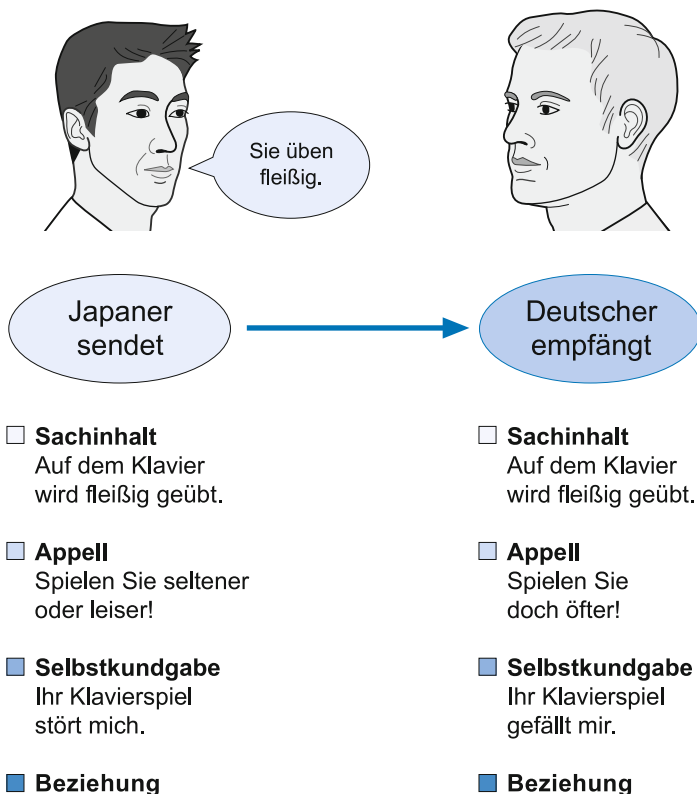 Sie üben
fleißig.
Japaner
sendet
Deutscher
empfängt
Sachinhalt
Auf dem Klavier
wird fleißig geübt.
Appell
Spielen Sie seltener
oder leiser!
Selbstkundgabe
Ihr Klavierspiel
stört mich.
Beziehung
Sachinhalt
Auf dem Klavier
wird fleißig geübt.
Appell
Spielen Sie
doch öfter!
Selbstkundgabe
Ihr Klavierspiel
gefällt mir.
Beziehung